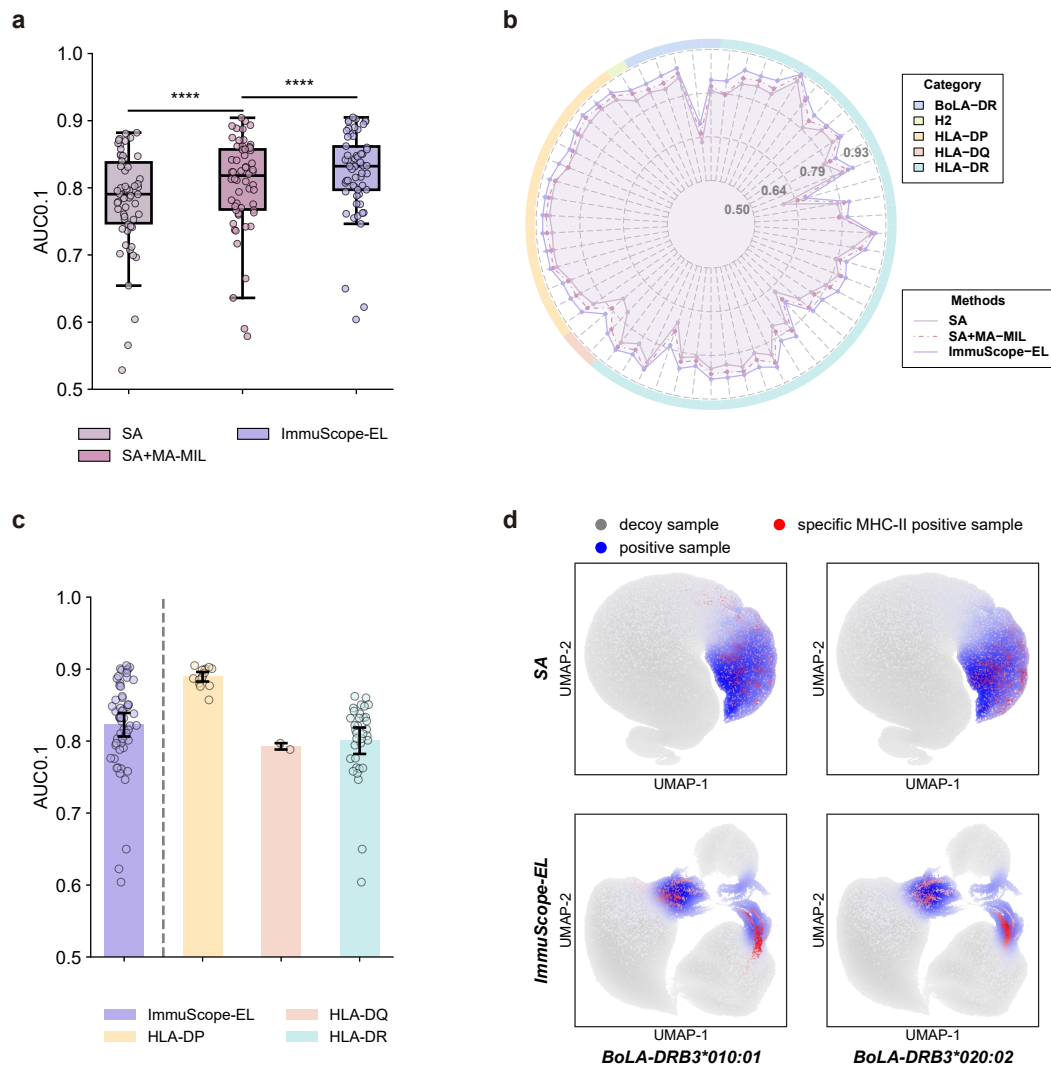 a
1.0
0.9
0.8
0.7
0.6
0.5
AUC0.1
****
****
SA
ImmuScope-EL
SA+MA-MIL
b
0.93
0.79
0.64
0.50
Category
BoLA−DR
H2
HLA−DP
HLA−DQ
HLA−DR
Methods
SA
SA+MA−MIL
ImmuScope−EL
c
1.0
0.9
0.8
0.7
0.6
0.5
AUC0.1
ImmuScope-EL
HLA-DQ
HLA-DP
HLA-DR
d
decoy sample
specific MHC-II positive sample
positive sample
SA
UMAP-2
UMAP-2
UMAP-1
UMAP-1
ImmuScope-EL
UMAP-2
UMAP-2
UMAP-1
UMAP-1
BoLA-DRB3*010:01
BoLA-DRB3*020:02